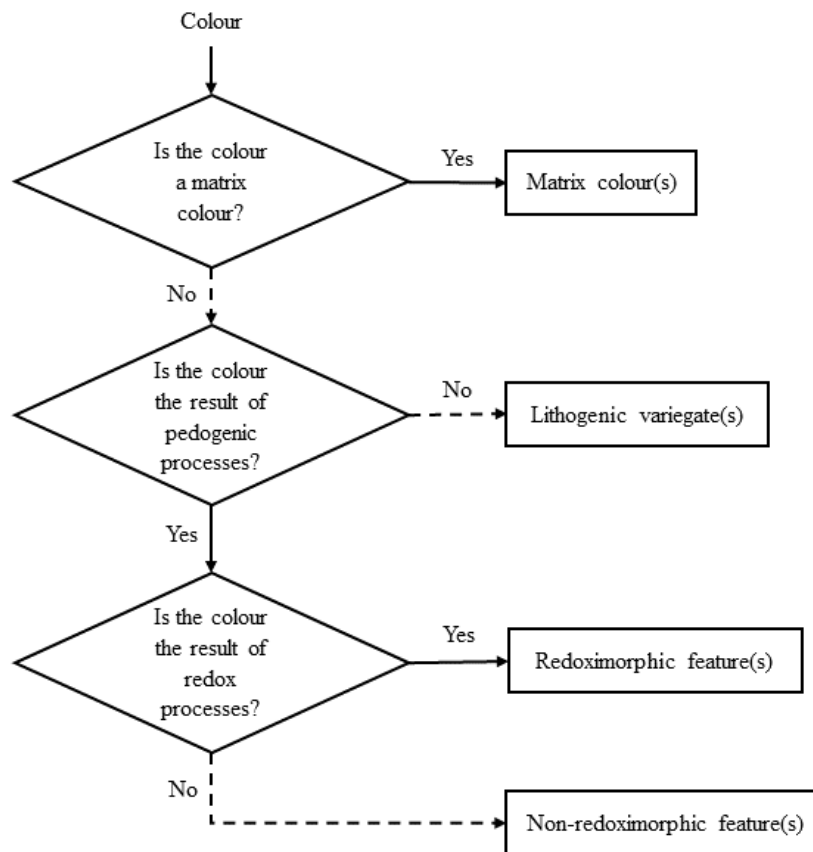 Colour
Is the colour
a matrix
colour?
Yes
Matrix colour(s)
No
Is the colour
the result of
pedogenic
processes?
No
Lithogenic variegate(s)
Yes
Is the colour
the result of
redox
processes?
Yes
Redoximorphic feature(s)
No
Non-redoximorphic feature(s)